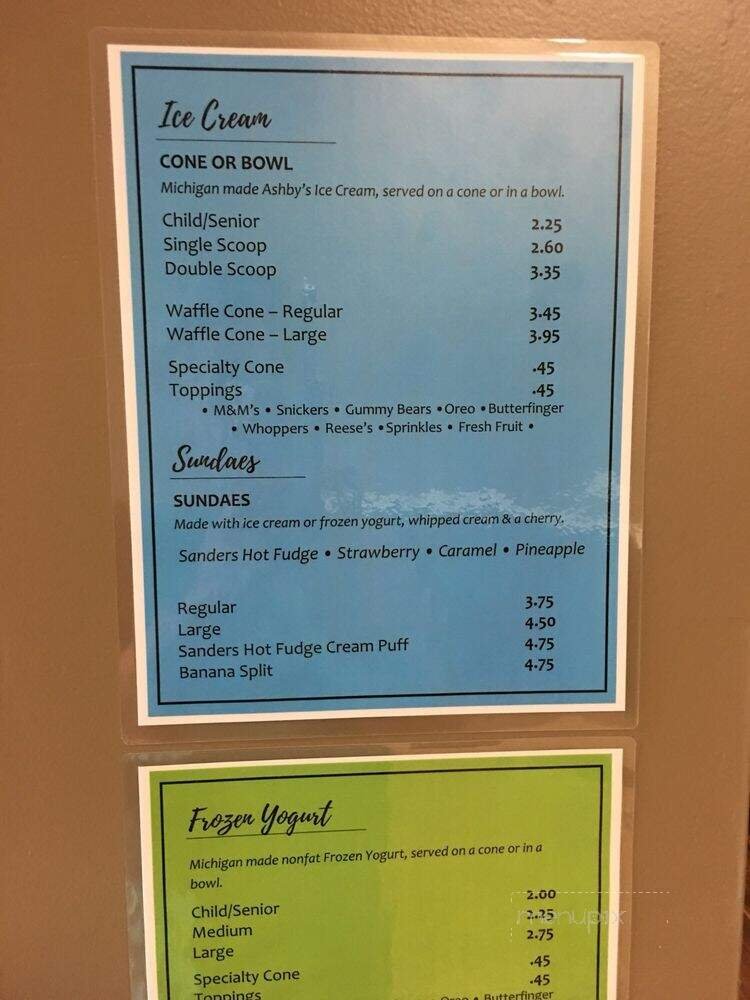 Ice Cream
CONE OR BOWL
Michigan made Ashby's Ice Cream, served on a cone or in a bowl.
Child/Senior 2.25
Single Scoop 2.60
Double Scoop 3.35
Waffle Cone – Regular 3.45
Waffle Cone – Large 3.95
Specialty Cone .45
Toppings .45
• M&M's • Snickers • Gummy Bears • Oreo • Butterfinger
• Whoppers • Reese's • Sprinkles • Fresh Fruit •
Sundaes
SUNDAES
Made with ice cream or frozen yogurt, whipped cream & a cherry.
Sanders Hot Fudge • Strawberry • Caramel • Pineapple
Regular 3.75
Large 4.50
Sanders Hot Fudge Cream Puff 4.75
Banana Split 4.75
Frozen Yogurt
Michigan made nonfat Frozen Yogurt, served on a cone or in a
bowl.
Child/Senior 2.00
Medium 2.25
Large 2.75
Specialty Cone .45
Toppings .45
Oreo • Butterfinger
menupix